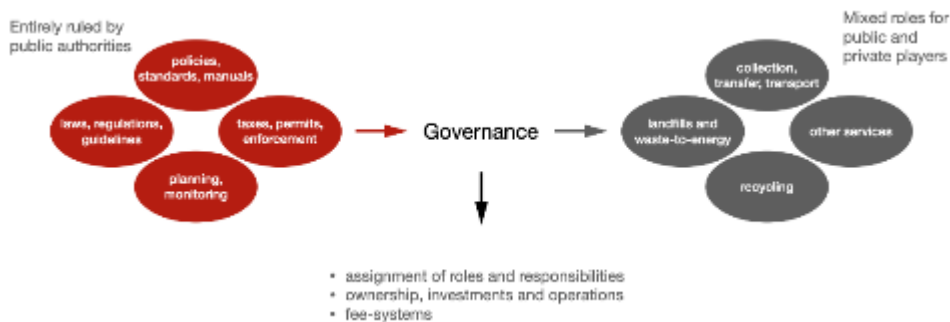 Entirely ruled by
public authorities
policies,
standards, manuals
laws, regulations,
guidelines
taxes, permits,
enforcement
planning,
monitoring
Governance
Mixed roles for
public and
private players
collection,
transfer, transport
landfills and
waste-to-energy
other services
recycling
• assignment of roles and responsibilities
• ownership, investments and operations
• fee-systems